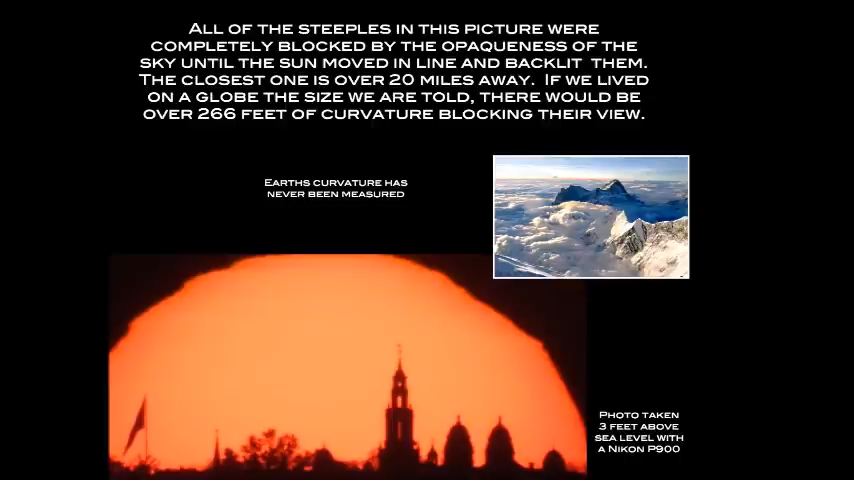 ALL OF THE STEEPLES IN THIS PICTURE WERE
COMPLETELY BLOCKED BY THE OPAQUENESS OF THE
SKY UNTIL THE SUN MOVED IN LINE AND BACKLIT THEM.
THE CLOSEST ONE IS OVER 20 MILES AWAY. IF WE LIVED
ON A GLOBE THE SIZE WE ARE TOLD, THERE WOULD BE
OVER 266 FEET OF CURVATURE BLOCKING THEIR VIEW.
EARTHS CURVATURE HAS
NEVER BEEN MEASURED
PHOTO TAKEN
3 FEET ABOVE
SEA LEVEL WITH
A NIKON P900